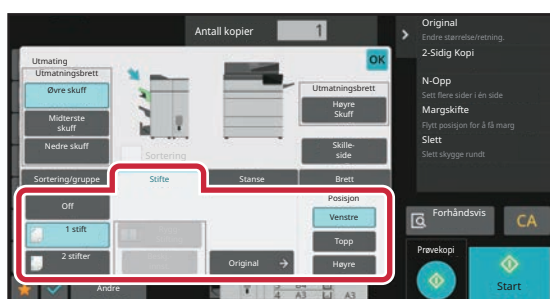 Antall kopier 1
Original
Endre størrelse/retning.
2-Sidig Kopi
N-Opp
Sett flere sider i én side
Margskifte
Flytt posisjon for å få marg
Slett
Slett skygge rundt
Utmating
OK
Utmatningsbrett
Øvre skuff
Midterste
skuff
Nedre skuff
Sortering
Utmatningsbrett
Høyre
Skuff
Skille-
side
Sortering/gruppe
Stifte
Stanse
Brett
Off
1 stift
2 stifter
Original
Posisjon
Venstre
Topp
Høyre
Forhåndsvis
CA
Prøvekopi
Start
Andre
4 A3 A3